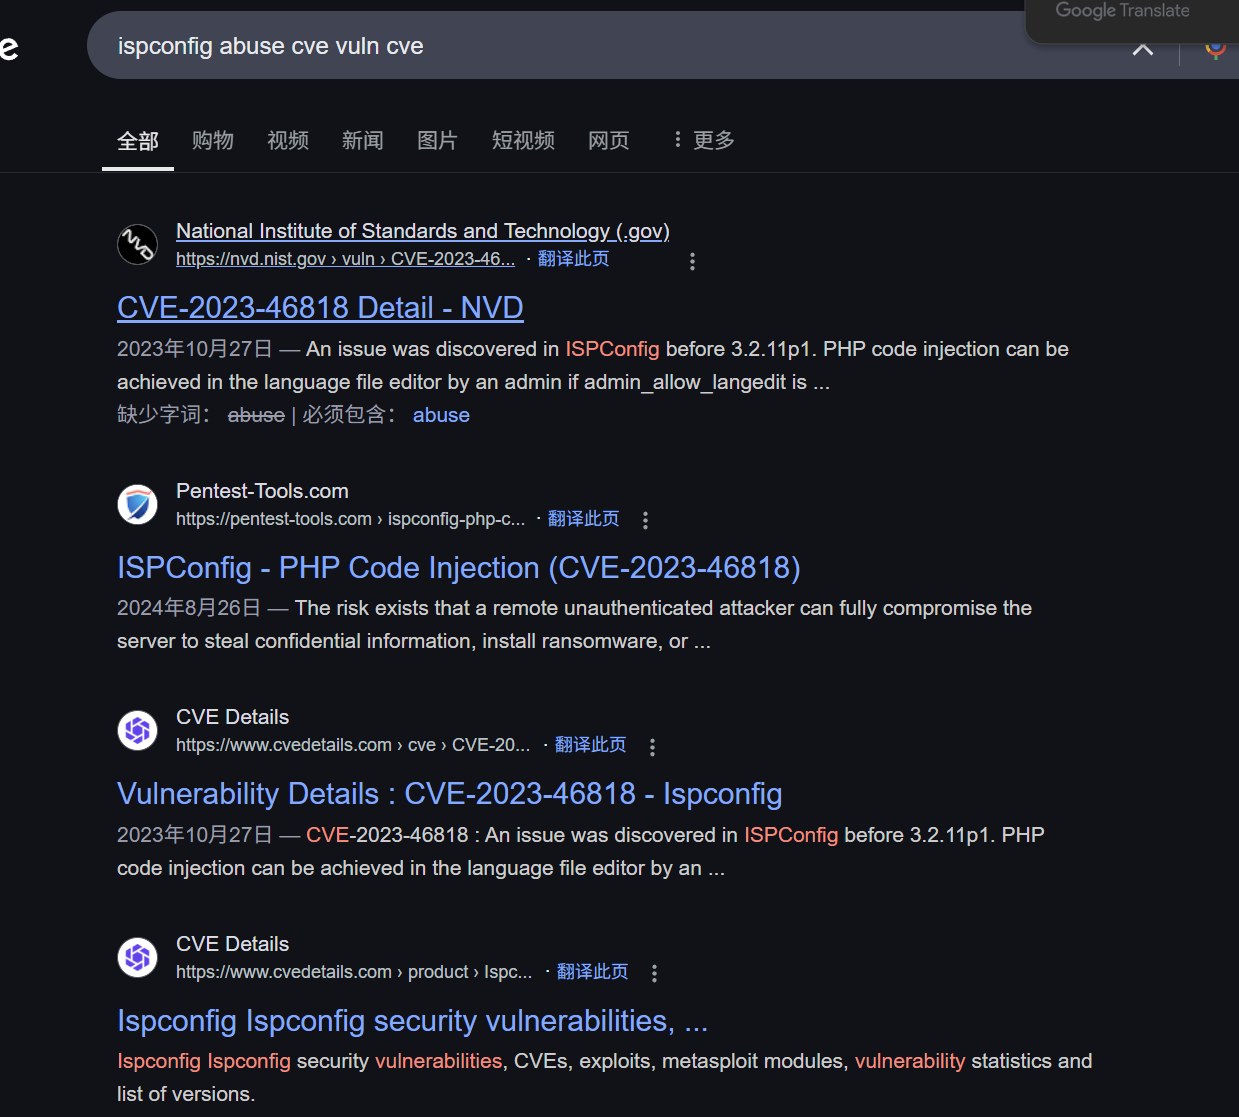 Google Translate
e
ispconfig abuse cve vuln cve
全部 购物 视频 新闻 图片 短视频 网页 更多
NVD
National Institute of Standards and Technology (.gov)
https://nvd.nist.gov › vuln › CVE-2023-46... · 翻译此页
CVE-2023-46818 Detail - NVD
2023年10月27日 — An issue was discovered in ISPConfig before 3.2.11p1. PHP code injection can be
achieved in the language file editor by an admin if admin_allow_langedit is ...
缺少字词： abuse | 必须包含： abuse
Pentest-Tools.com
https://pentest-tools.com › ispconfig-php-c... · 翻译此页
ISPConfig - PHP Code Injection (CVE-2023-46818)
2024年8月26日 — The risk exists that a remote unauthenticated attacker can fully compromise the
server to steal confidential information, install ransomware, or ...
CVE Details
https://www.cvedetails.com › cve › CVE-20... · 翻译此页
Vulnerability Details : CVE-2023-46818 - Ispconfig
2023年10月27日 — CVE-2023-46818 : An issue was discovered in ISPConfig before 3.2.11p1. PHP
code injection can be achieved in the language file editor by an ...
CVE Details
https://www.cvedetails.com › product › Ispc... · 翻译此页
Ispconfig Ispconfig security vulnerabilities, ...
Ispconfig Ispconfig security vulnerabilities, CVEs, exploits, metasploit modules, vulnerability statistics and
list of versions.